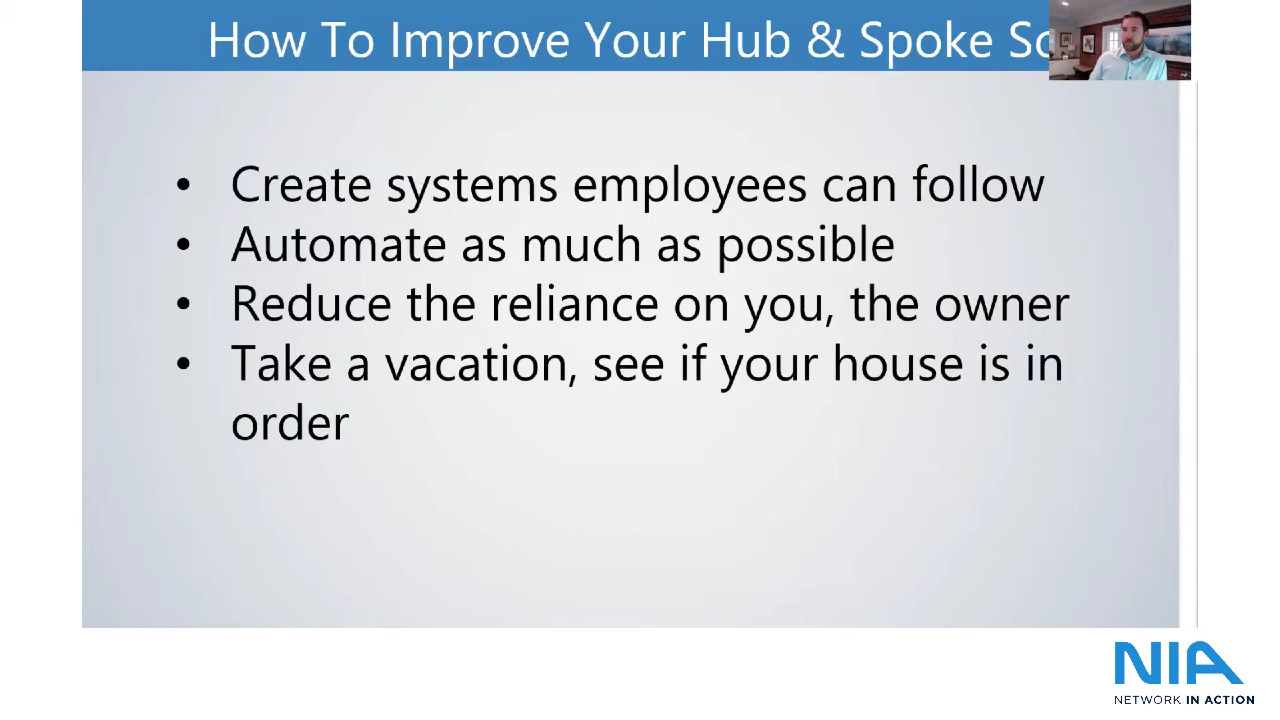 How To Improve Your Hub & Spoke
• Create systems employees can follow
• Automate as much as possible
• Reduce the reliance on you, the owner
• Take a vacation, see if your house is in
order
NIA
NETWORK IN ACTION